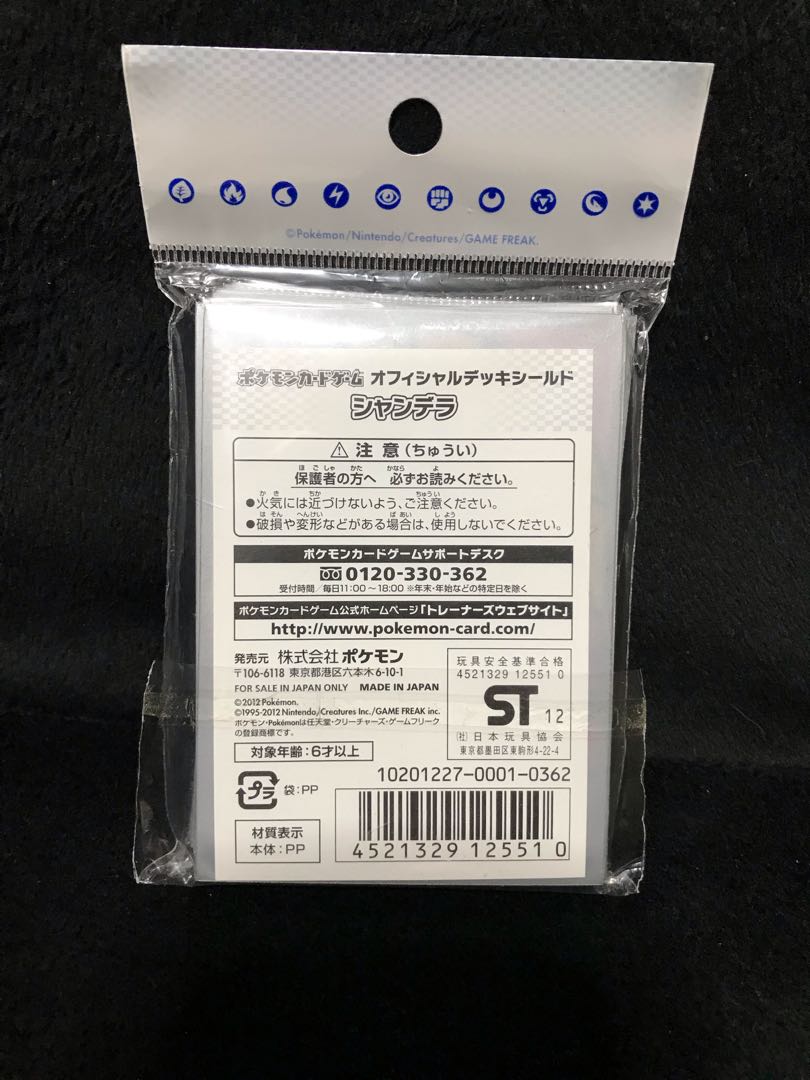 ©Pokémon/Nintendo/Creatures/GAME FREAK.
ポケモンカードゲーム オフィシャルデッキシールド
シャンデラ
⚠ 注意（ちゅうい）
保護者の方へ 必ずお読みください。
ほごしゃ かた かなら よ
●火気には近づけないよう、ご注意ください。
かき ちか ちゅうい
●破損や変形などがある場合は、使用しないでください。
はそん へんけい ばあい しよう
ポケモンカードゲームサポートデスク
0120-330-362
受付時間／毎日11:00～18:00 ※年末・年始などの特定日を除く
ポケモンカードゲーム公式ホームページ「トレーナーズウェブサイト」
http://www.pokemon-card.com/
発売元 株式会社ポケモン
〒106-6118 東京都港区六本木6-10-1
FOR SALE IN JAPAN ONLY MADE IN JAPAN
©2012 Pokémon.
©1995-2012 Nintendo/Creatures Inc./GAME FREAK inc.
ポケモン・Pokémonは任天堂・クリーチャーズ・ゲームフリーク
の登録商標です。
対象年齢：6才以上
玩具安全基準合格
4521329 12551 0
ST 12
(社)日本玩具協会
東京都墨田区東駒形4-22-4
プラ 袋：PP
材質表示
本体：PP
10201227-0001-0362
4 521329 125510